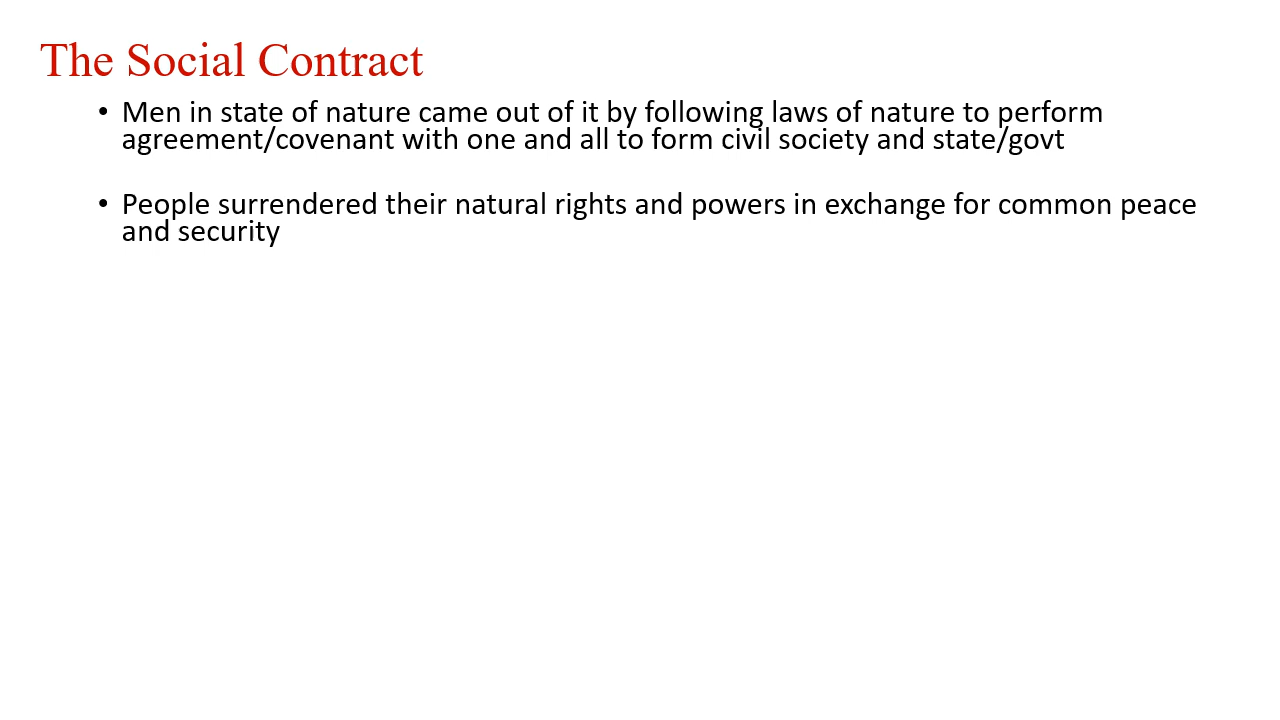 The Social Contract
• Men in state of nature came out of it by following laws of nature to perform
agreement/covenant with one and all to form civil society and state/govt
• People surrendered their natural rights and powers in exchange for common peace
and security